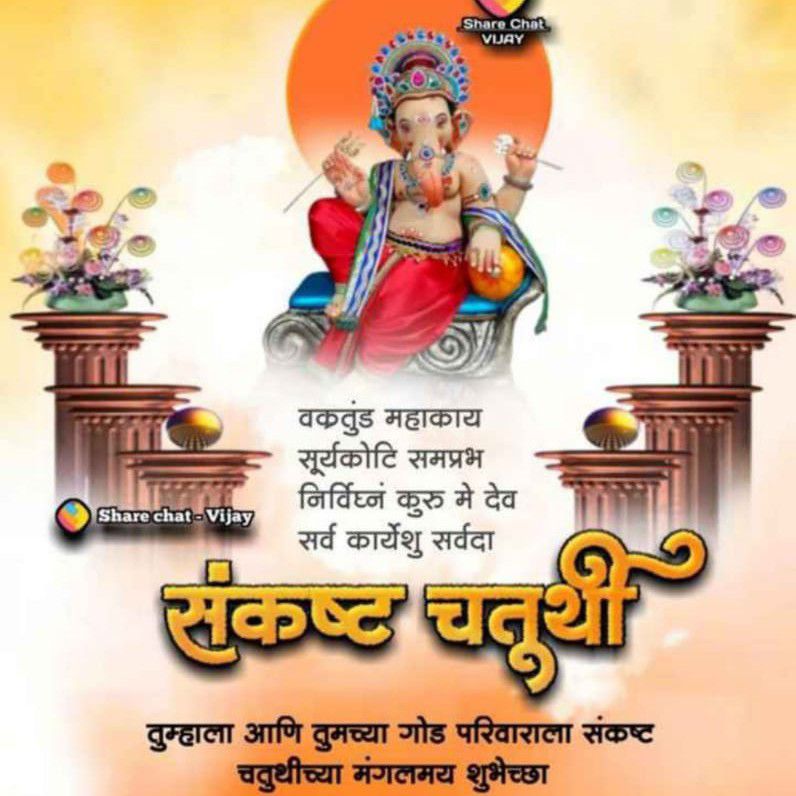 Share Chat
VIJAY
वक्रतुंड महाकाय
सूर्यकोटि समप्रभ
निर्विघ्नं कुरु मे देव
सर्व कार्येशु सर्वदा
Share chat - Vijay
संकष्ट चतुर्थी
तुम्हाला आणि तुमच्या गोड परिवाराला संकष्ट
चतुर्थीच्या मंगलमय शुभेच्छा